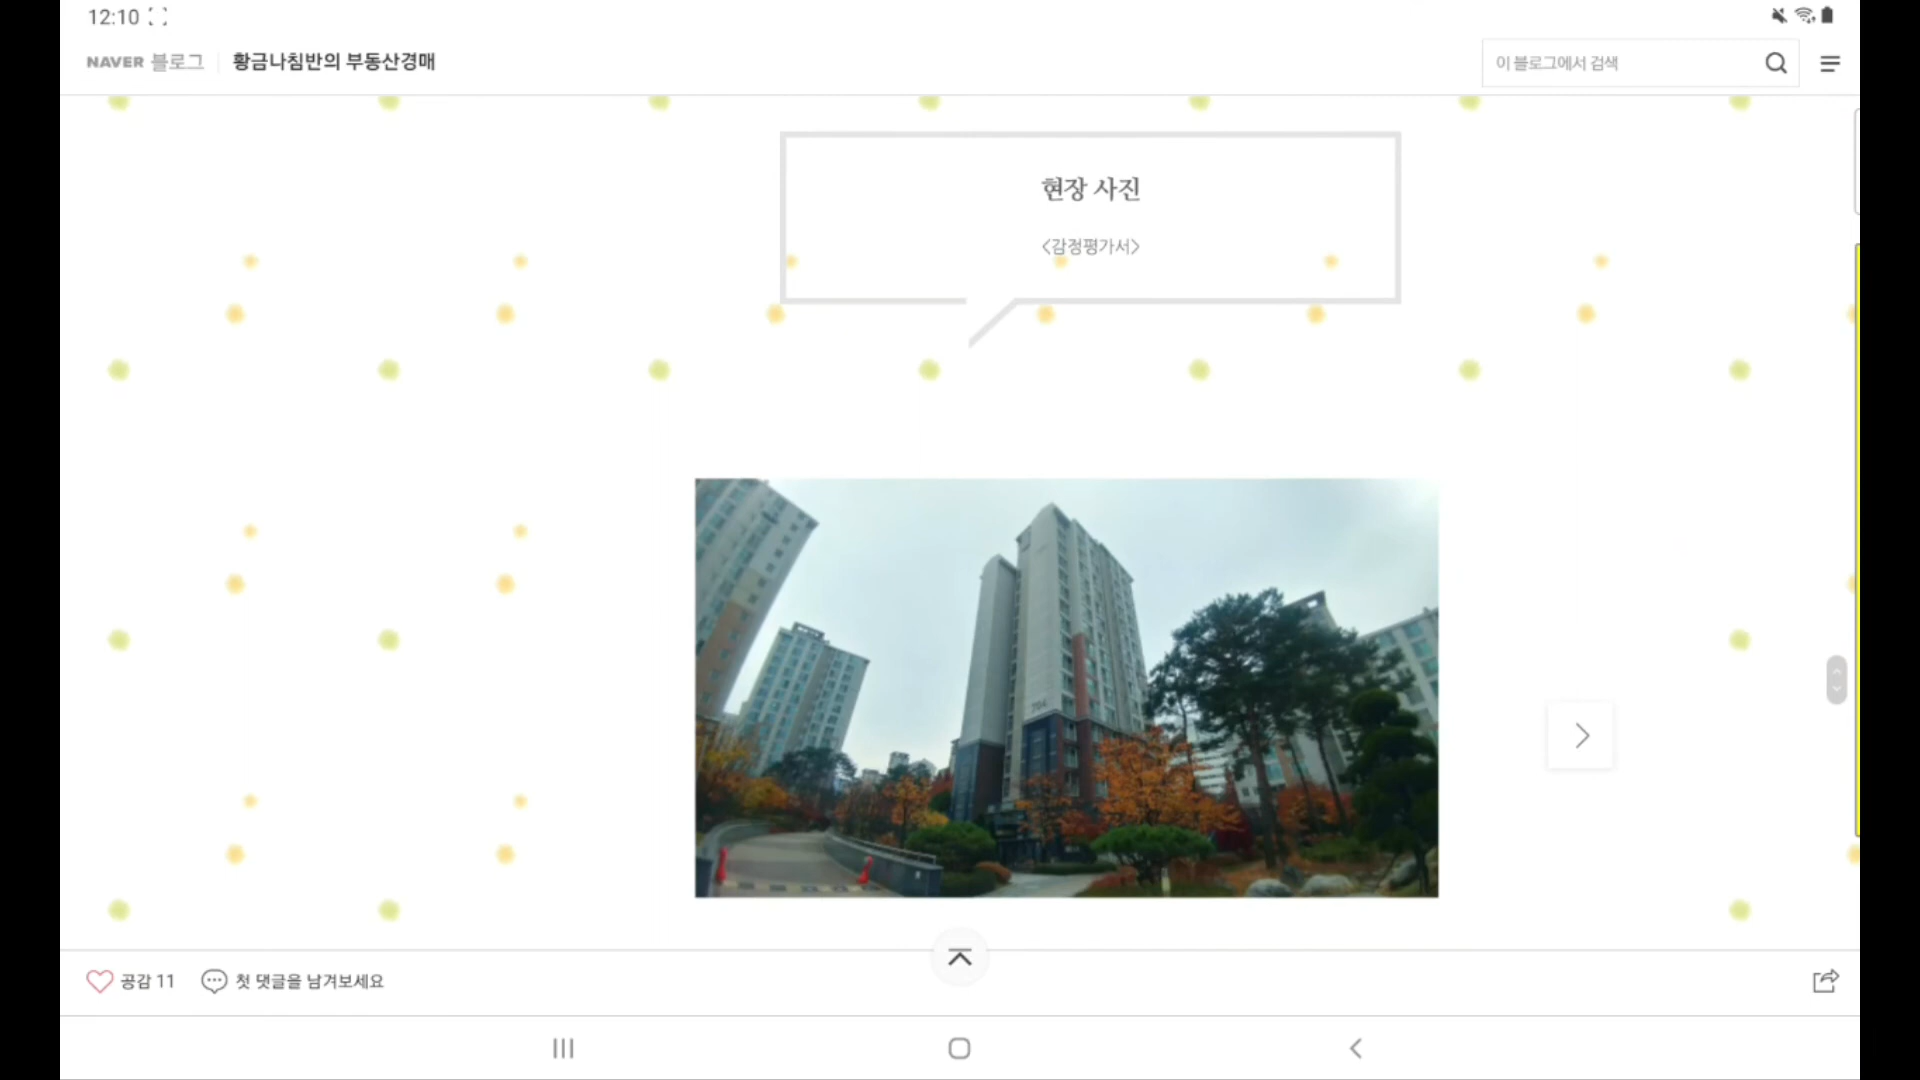 12:10
NAVER 블로그 황금나침반의 부동산경매
이 블로그에서 검색
현장 사진
<감정평가서>
704
공감 11 첫 댓글을 남겨보세요